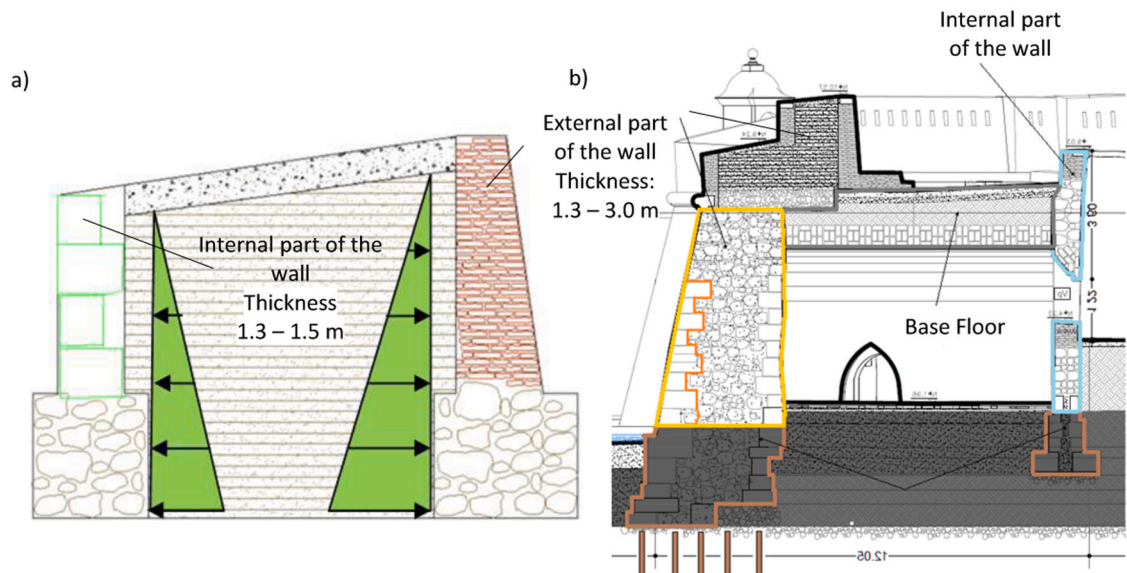 a)
Internal part of the
wall
Thickness
1.3 – 1.5 m
b)
Internal part
of the wall
External part
of the wall
Thickness:
1.3 – 3.0 m
Base Floor
12.05